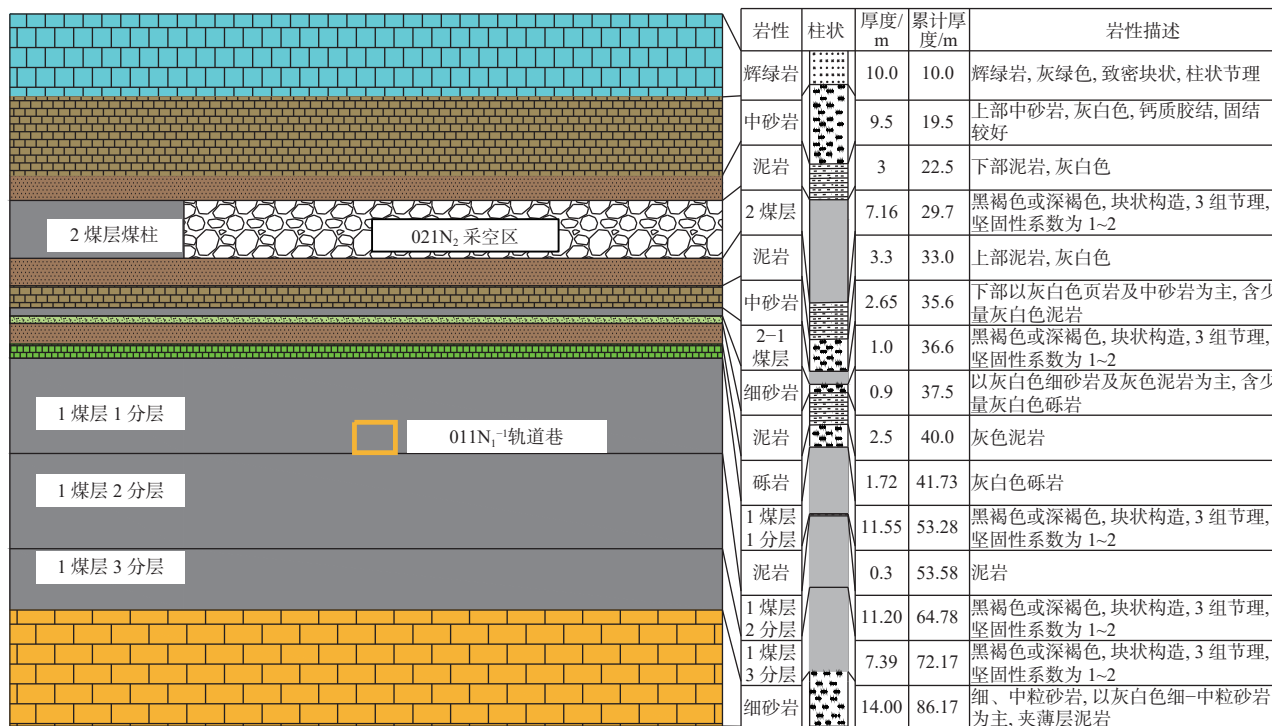 2 煤层煤柱
021N₂ 采空区
1 煤层 1 分层
011N₁⁻¹轨道巷
1 煤层 2 分层
1 煤层 3 分层
岩性 柱状 厚度/ 累计厚 岩性描述
m 度/m
辉绿岩 10.0 10.0 辉绿岩, 灰绿色, 致密块状, 柱状节理
中砂岩 9.5 19.5 上部中砂岩, 灰白色, 钙质胶结, 固结
较好
泥岩 3 22.5 下部泥岩, 灰白色
2 煤层 7.16 29.7 黑褐色或深褐色, 块状构造, 3 组节理,
坚固性系数为 1~2
泥岩 3.3 33.0 上部泥岩, 灰白色
中砂岩 2.65 35.6 下部以灰白色页岩及中砂岩为主, 含少
量灰白色泥岩
2−1
煤层 1.0 36.6 黑褐色或深褐色, 块状构造, 3 组节理,
坚固性系数为 1~2
细砂岩 0.9 37.5 以灰白色细砂岩及灰色泥岩为主, 含少
量灰白色砾岩
泥岩 2.5 40.0 灰色泥岩
砾岩 1.72 41.73 灰白色砾岩
1 煤层
1 分层 11.55 53.28 黑褐色或深褐色, 块状构造, 3 组节理,
坚固性系数为 1~2
泥岩 0.3 53.58 泥岩
1 煤层
2 分层 11.20 64.78 黑褐色或深褐色, 块状构造, 3 组节理,
坚固性系数为 1~2
1 煤层
3 分层 7.39 72.17 黑褐色或深褐色, 块状构造, 3 组节理,
坚固性系数为 1~2
细砂岩 14.00 86.17 细、中粒砂岩, 以灰白色细−中粒砂岩
为主, 夹薄层泥岩